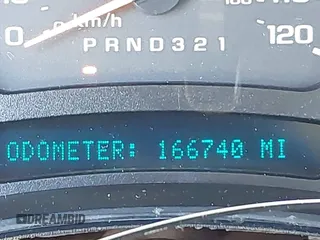 km/h
0
120
PRND321
ODOMETER: 166740 MI
DREAMBID